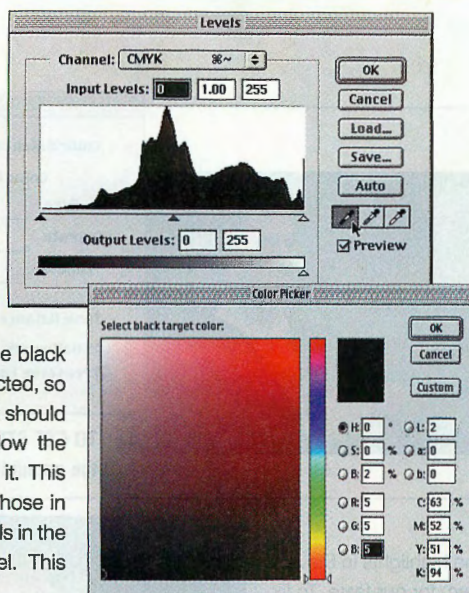 Levels
Channel: CMYK ⌘~
Input Levels: 0 1.00 255
OK
Cancel
Load...
Save...
Auto
Output Levels: 0 255
Preview
Color Picker
Select black target color:
OK
Cancel
Custom
H: 0 °
S: 0 %
B: 2 %
R: 5
G: 5
B: 5
L: 2
a: 0
b: 0
C: 63 %
M: 52 %
Y: 51 %
K: 94 %
black
cted, so
should
ow the
it. This
hose in
ls in the
el. This